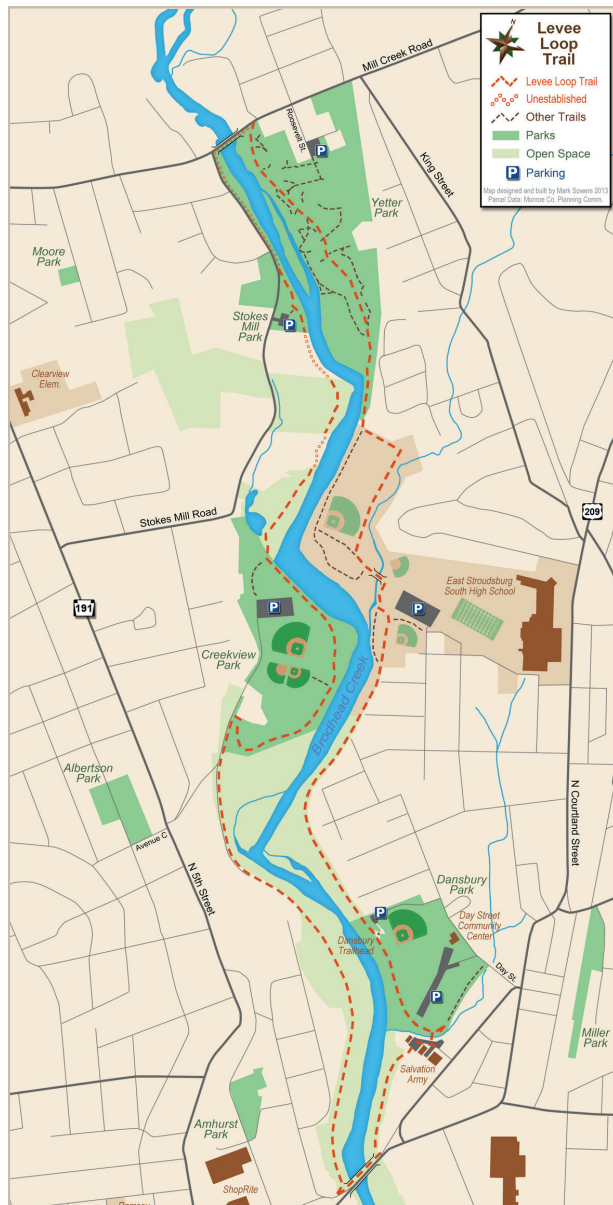 N
Levee
Loop
Trail
Levee Loop Trail
Unestablished
Other Trails
Parks
Open Space
P Parking
Map designed and built by Mark Sowers 2013
Parcel Data: Monroe Co. Planning Comm.
Mill Creek Road
Roosevelt St.
P
King Street
Yetter
Park
Moore
Park
Stokes
Mill
Park
P
Clearview
Elem.
Stokes Mill Road
209
191
East Stroudsburg
South High School
P
P
Creekview
Park
Brodhead Creek
Albertson
Park
Avenue C
N 5th Street
N Courtland Street
Dansbury
Park
P
Day Street
Community
Center
Dansbury
Trailhead
Day St.
P
Miller
Park
Salvation
Army
Amhurst
Park
ShopRite